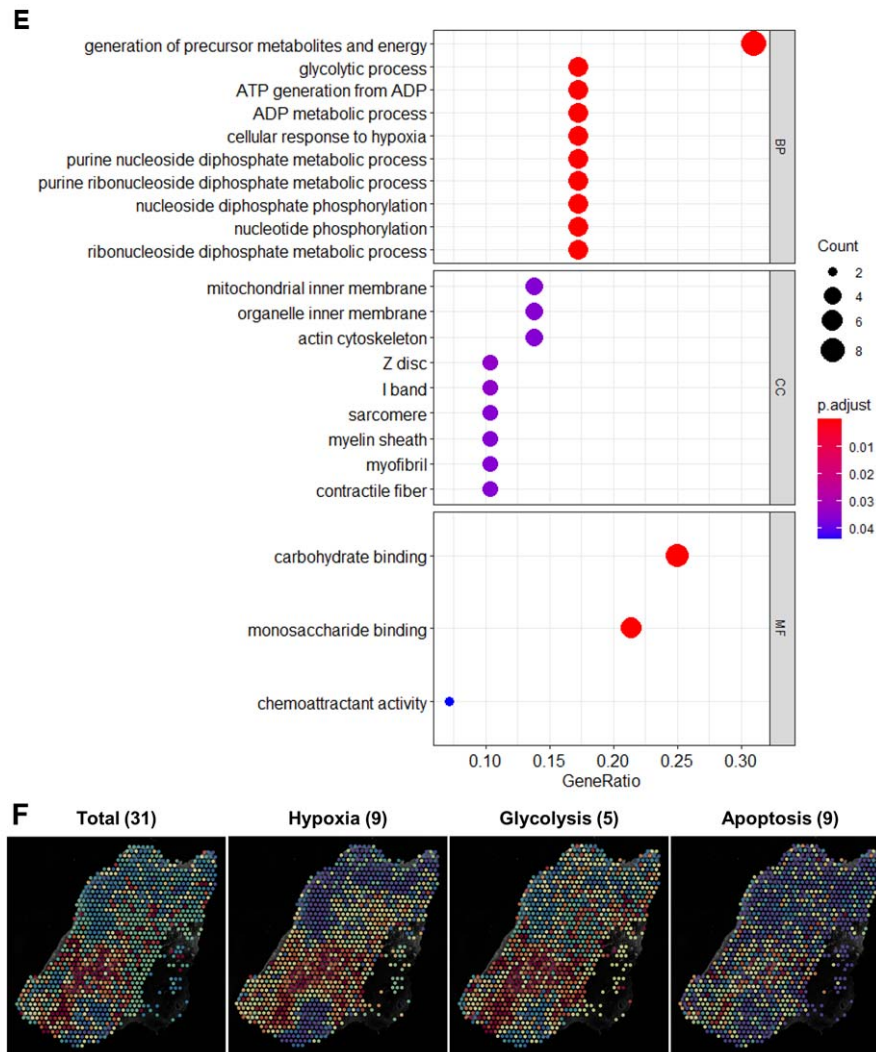 E
generation of precursor metabolites and energy
glycolytic process
ATP generation from ADP
ADP metabolic process
cellular response to hypoxia
purine nucleoside diphosphate metabolic process
purine ribonucleoside diphosphate metabolic process
nucleoside diphosphate phosphorylation
nucleotide phosphorylation
ribonucleoside diphosphate metabolic process
BP
mitochondrial inner membrane
organelle inner membrane
actin cytoskeleton
Z disc
I band
sarcomere
myelin sheath
myofibril
contractile fiber
CC
carbohydrate binding
monosaccharide binding
chemoattractant activity
MF
0.10 0.15 0.20 0.25 0.30
GeneRatio
Count
2
4
6
8
p.adjust
0.01
0.02
0.03
0.04
F
Total (31) Hypoxia (9) Glycolysis (5) Apoptosis (9)